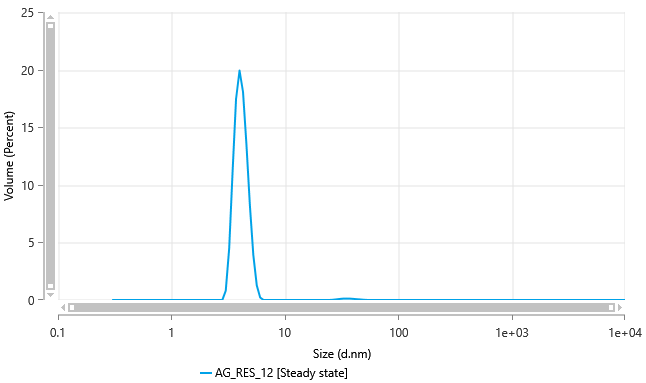 25
20
15
10
5
0
Volume (Percent)
0.1 1 10 100 1e+03 1e+04
Size (d.nm)
AG_RES_12 [Steady state]